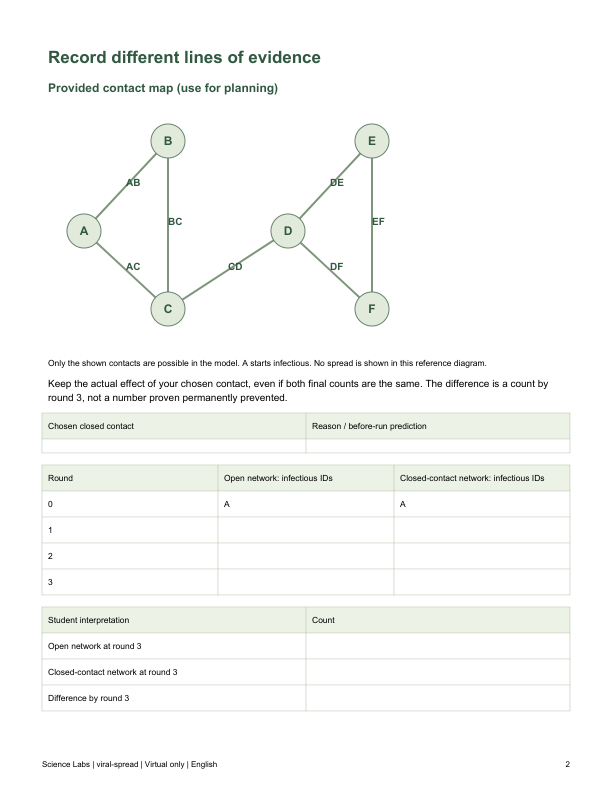 Record different lines of evidence
Provided contact map (use for planning)
B
E
AB
DE
BC
EF
A
D
AC
CD
DF
C
F
Only the shown contacts are possible in the model. A starts infectious. No spread is shown in this reference diagram.
Keep the actual effect of your chosen contact, even if both final counts are the same. The difference is a count by
round 3, not a number proven permanently prevented.
Chosen closed contact
Reason / before-run prediction
Round
Open network: infectious IDs
Closed-contact network: infectious IDs
0
A
A
1
2
3
Student interpretation
Count
Open network at round 3
Closed-contact network at round 3
Difference by round 3
Science Labs | viral-spread | Virtual only | English
2